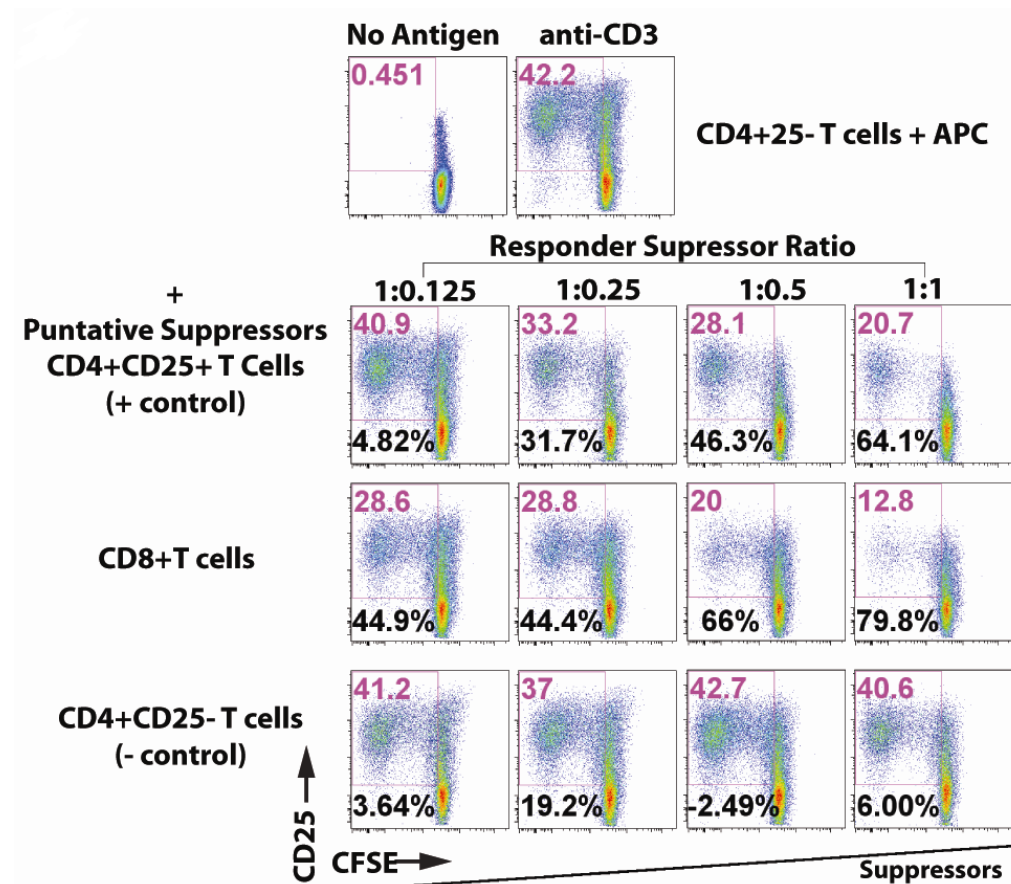 No Antigen anti-CD3
0.451 42.2
CD4+25- T cells + APC
Responder Supressor Ratio
1:0.125 1:0.25 1:0.5 1:1
+
Puntative Suppressors
CD4+CD25+ T Cells
(+ control)
40.9 33.2 28.1 20.7
4.82% 31.7% 46.3% 64.1%
CD8+T cells
28.6 28.8 20 12.8
44.9% 44.4% 66% 79.8%
CD4+CD25- T cells
(- control)
41.2 37 42.7 40.6
3.64% 19.2% -2.49% 6.00%
CD25
CFSE
Suppressors